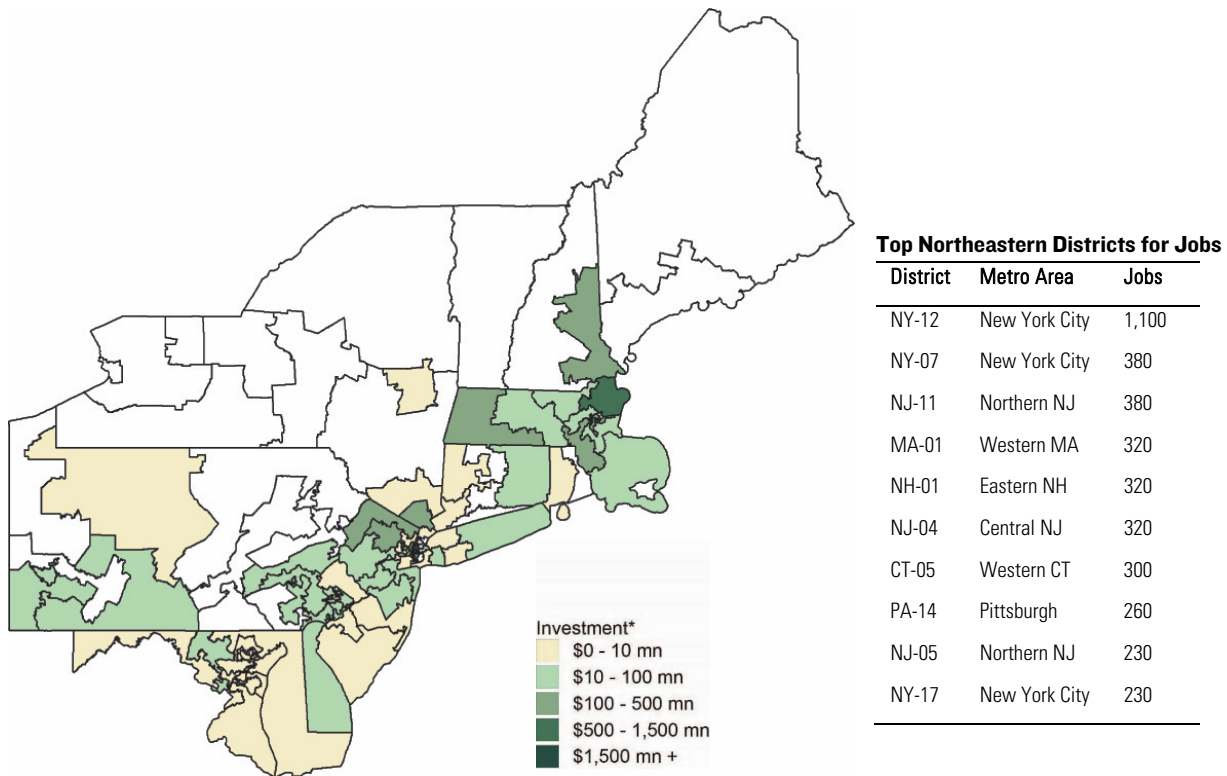 Top Northeastern Districts for Jobs
District Metro Area Jobs
NY-12 New York City 1,100
NY-07 New York City 380
NJ-11 Northern NJ 380
MA-01 Western MA 320
NH-01 Eastern NH 320
NJ-04 Central NJ 320
CT-05 Western CT 300
PA-14 Pittsburgh 260
NJ-05 Northern NJ 230
NY-17 New York City 230
Investment*
$0 - 10 mn
$10 - 100 mn
$100 - 500 mn
$500 - 1,500 mn
$1,500 mn +